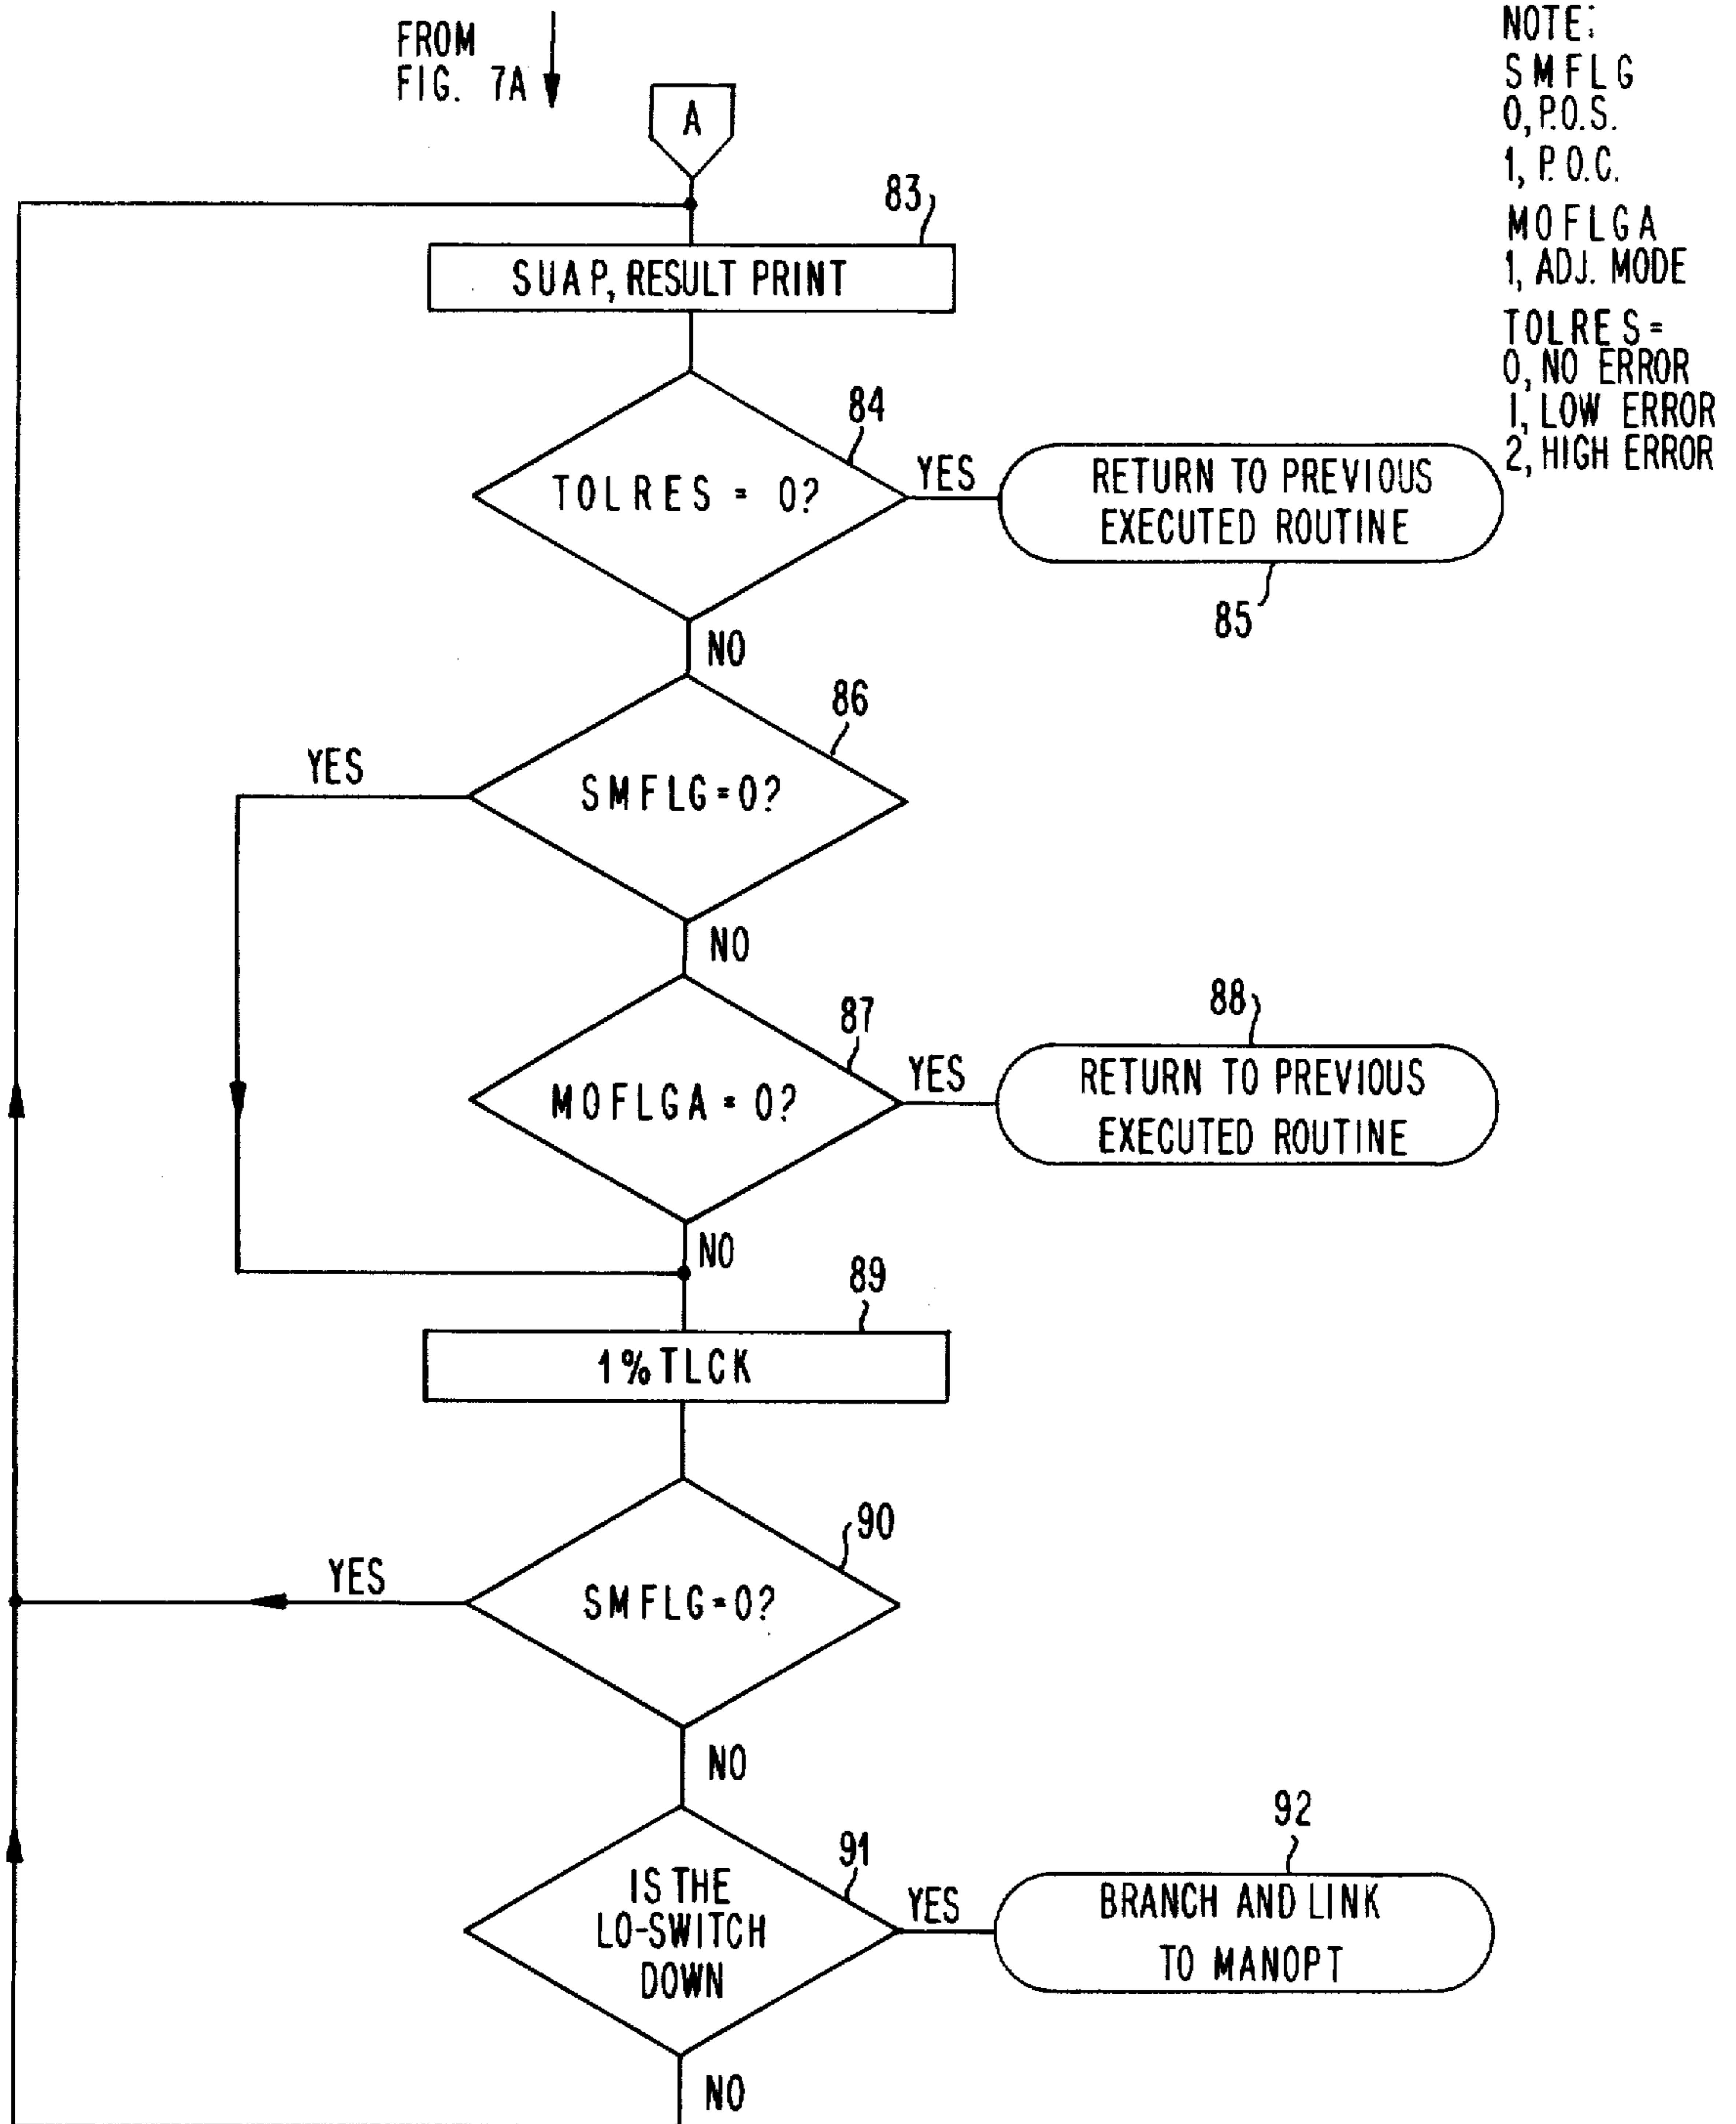 FROM
FIG. 7A
A
NOTE:
SMFLG
0, P.O.S.
1, P.O.C.
MOFLGA
1, ADJ. MODE
TOLRES=
0, NO ERROR
1, LOW ERROR
2, HIGH ERROR
83
SUAP, RESULT PRINT
84
TOLRES = 0?
YES
RETURN TO PREVIOUS
EXECUTED ROUTINE
85
NO
86
YES
SMFLG=0?
NO
87
88
MOFLGA = 0?
YES
RETURN TO PREVIOUS
EXECUTED ROUTINE
NO
89
1%TLCK
90
YES
SMFLG=0?
NO
91
92
IS THE
LO-SWITCH
DOWN
YES
BRANCH AND LINK
TO MANOPT
NO